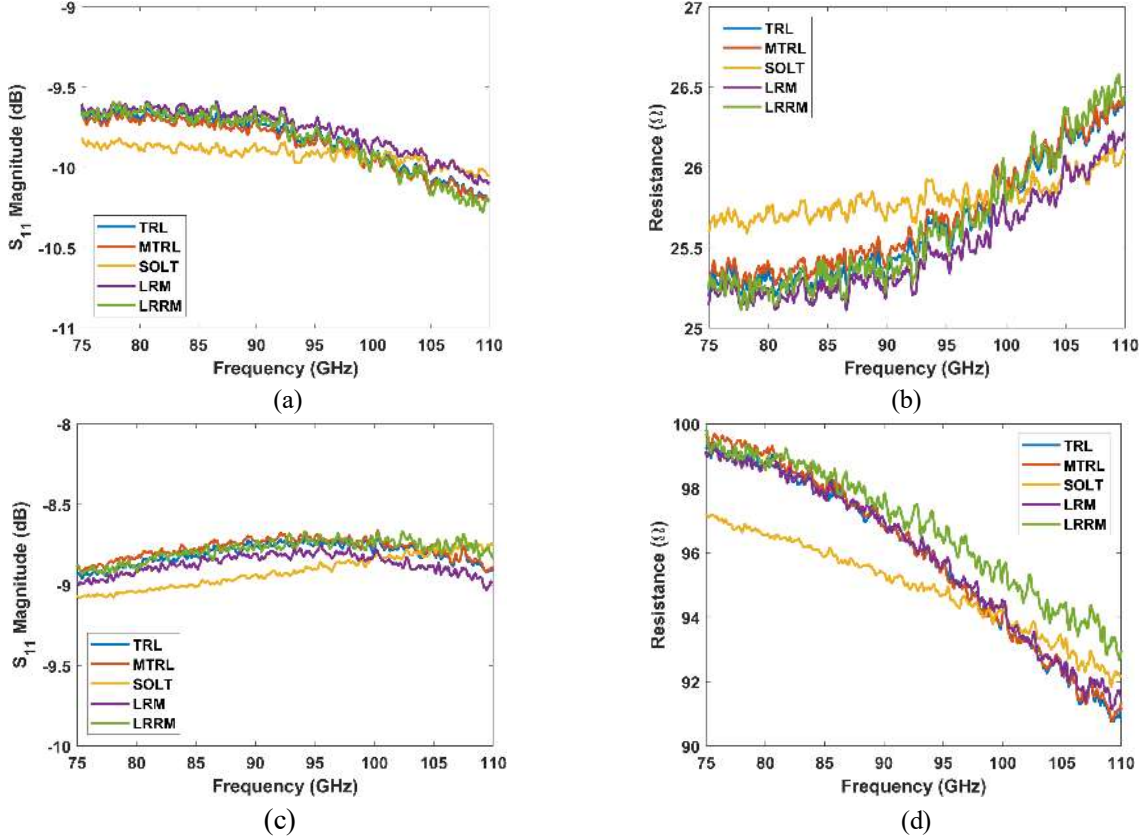 -9
-9.5
-10
-10.5
-11
S11 Magnitude (dB)
TRL
MTRL
SOLT
LRM
LRRM
75 80 85 90 95 100 105 110
Frequency (GHz)
(a)
27
26.5
26
25.5
25
Resistance (Ω)
TRL
MTRL
SOLT
LRM
LRRM
75 80 85 90 95 100 105 110
Frequency (GHz)
(b)
-8
-8.5
-9
-9.5
-10
S11 Magnitude (dB)
TRL
MTRL
SOLT
LRM
LRRM
75 80 85 90 95 100 105 110
Frequency (GHz)
(c)
100
98
96
94
92
90
Resistance (Ω)
TRL
MTRL
SOLT
LRM
LRRM
75 80 85 90 95 100 105 110
Frequency (GHz)
(d)